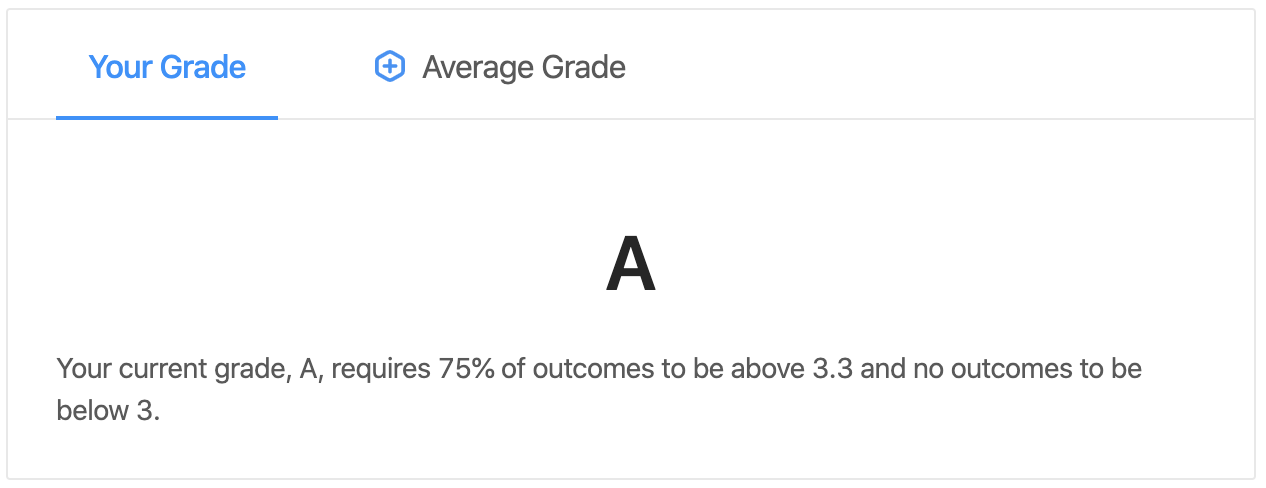 Your Grade
Average Grade
A
Your current grade, A, requires 75% of outcomes to be above 3.3 and no outcomes to be
below 3.